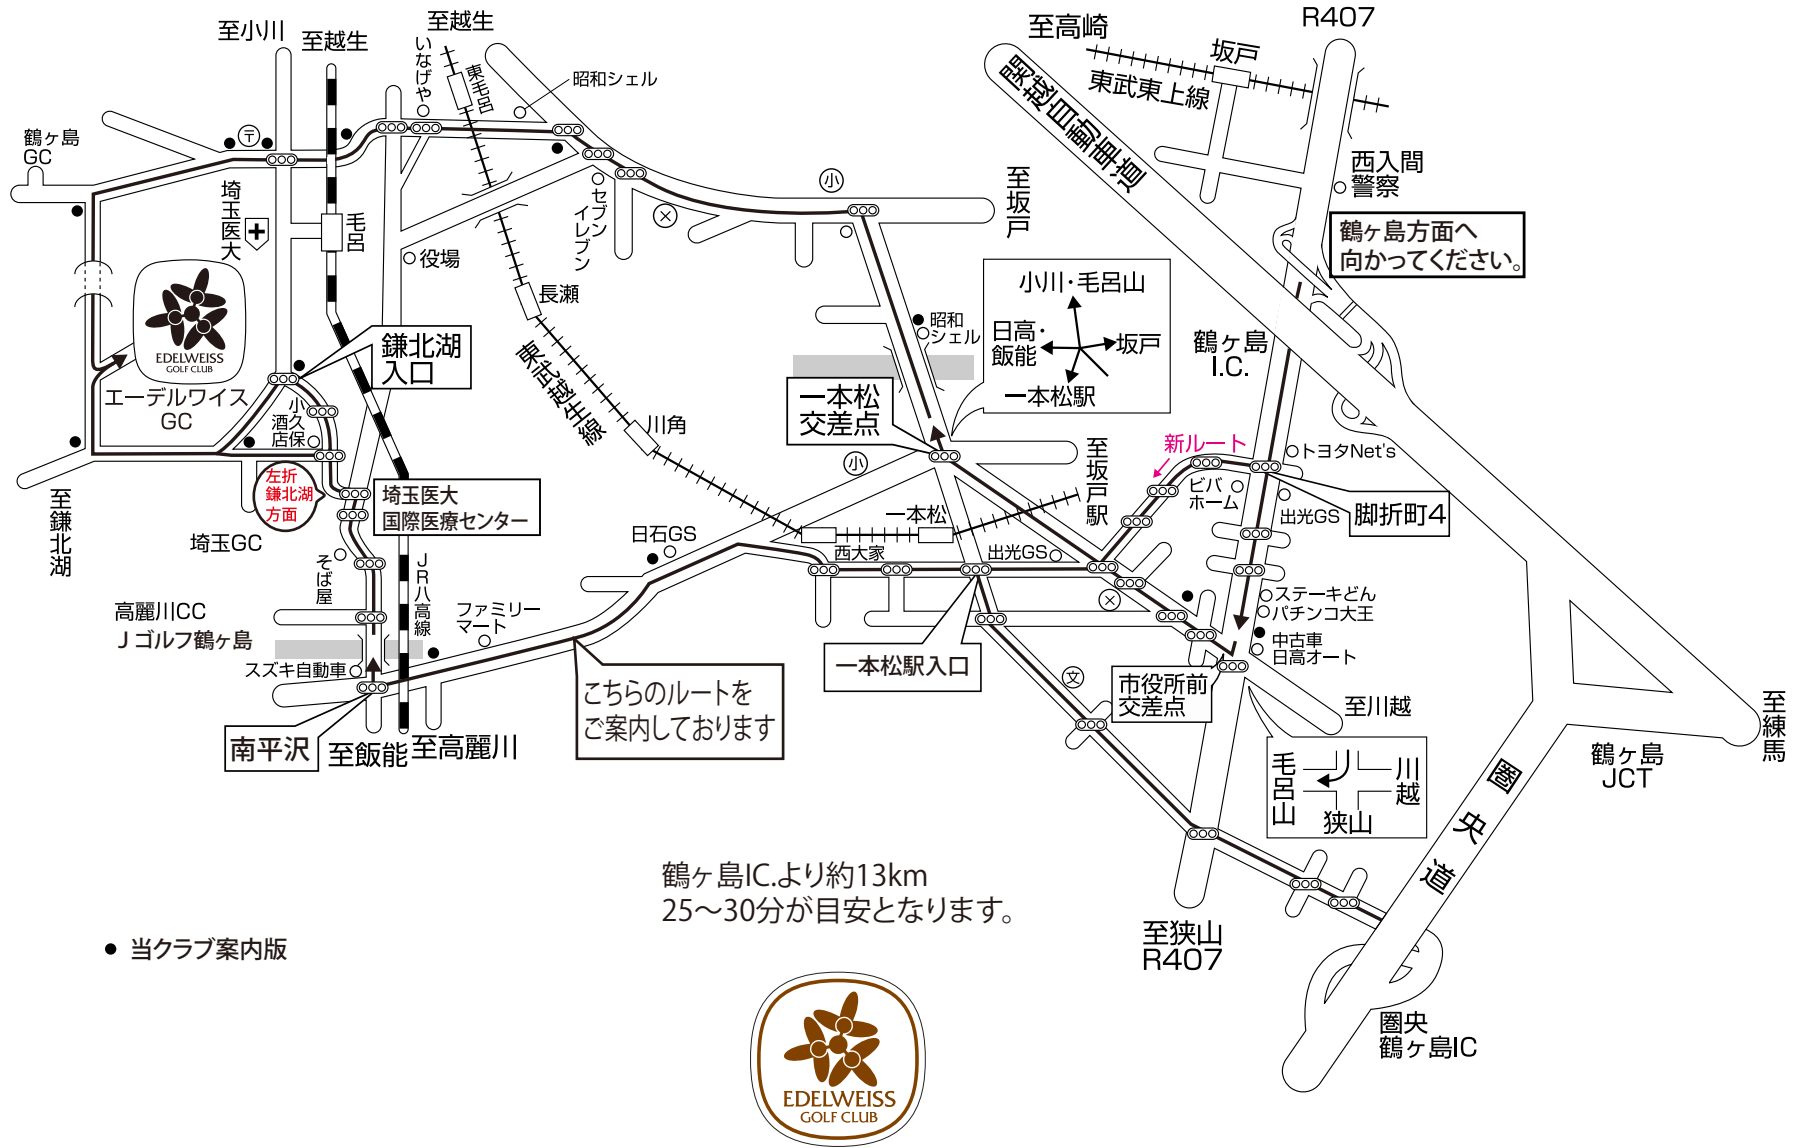 至小川
至越生
至越生
いなげや
東毛呂
昭和シェル
至高崎
R407
坂戸
東武東上線
関越自動車道
鶴ヶ島
GC
〒
埼玉医大
毛呂
役場
セブン
イレブン
小
至坂戸
西入間
警察
鶴ヶ島方面へ
向かってください。
EDELWEISS
GOLF CLUB
エーデルワイス
GC
鎌北湖
入口
長瀬
東武越生線
川角
昭和
シェル
小川・毛呂山
日高・
飯能
坂戸
一本松駅
鶴ヶ島
I.C.
一本松
交差点
小
至坂戸駅
新ルート
トヨタNet's
ビバ
ホーム
出光GS
脚折町4
小久保
酒店
左折
鎌北湖
方面
埼玉医大
国際医療センター
至鎌北湖
埼玉GC
そば屋
JR八高線
日石GS
西大家
一本松
出光GS
ステーキどん
パチンコ大王
中古車
日高オート
高麗川CC
Jゴルフ鶴ヶ島
スズキ自動車
ファミリー
マート
南平沢
至飯能
至高麗川
こちらのルートを
ご案内しております
一本松駅入口
文
市役所前
交差点
至川越
毛呂山
川越
狭山
鶴ヶ島
JCT
至練馬
圏央道
鶴ヶ島IC.より約13km
25〜30分が目安となります。
至狭山
R407
圏央
鶴ヶ島IC
● 当クラブ案内版
EDELWEISS
GOLF CLUB